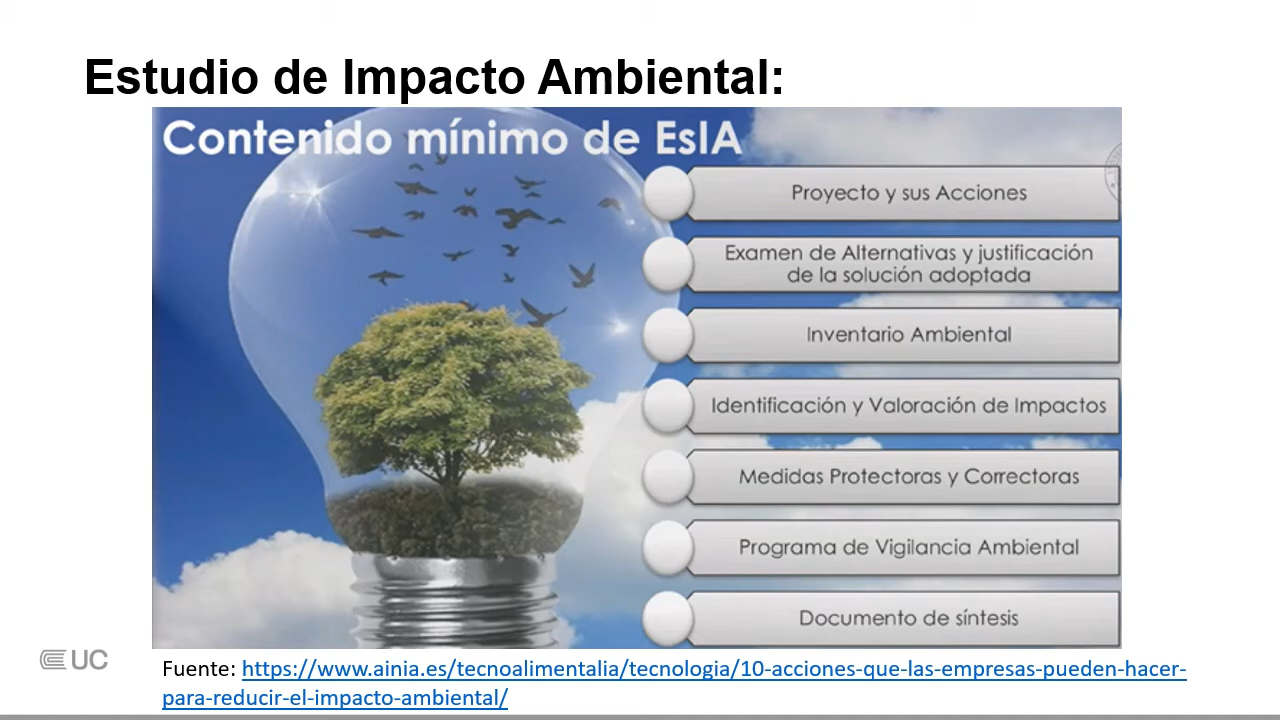 Estudio de Impacto Ambiental:
Contenido mínimo de EsIA
Proyecto y sus Acciones
Examen de Alternativas y justificación
de la solución adoptada
Inventario Ambiental
Identificación y Valoración de Impactos
Medidas Protectoras y Correctoras
Programa de Vigilancia Ambiental
Documento de síntesis
UC
Fuente: https://www.ainia.es/tecnoalimentalia/tecnologia/10-acciones-que-las-empresas-pueden-hacer-
para-reducir-el-impacto-ambiental/